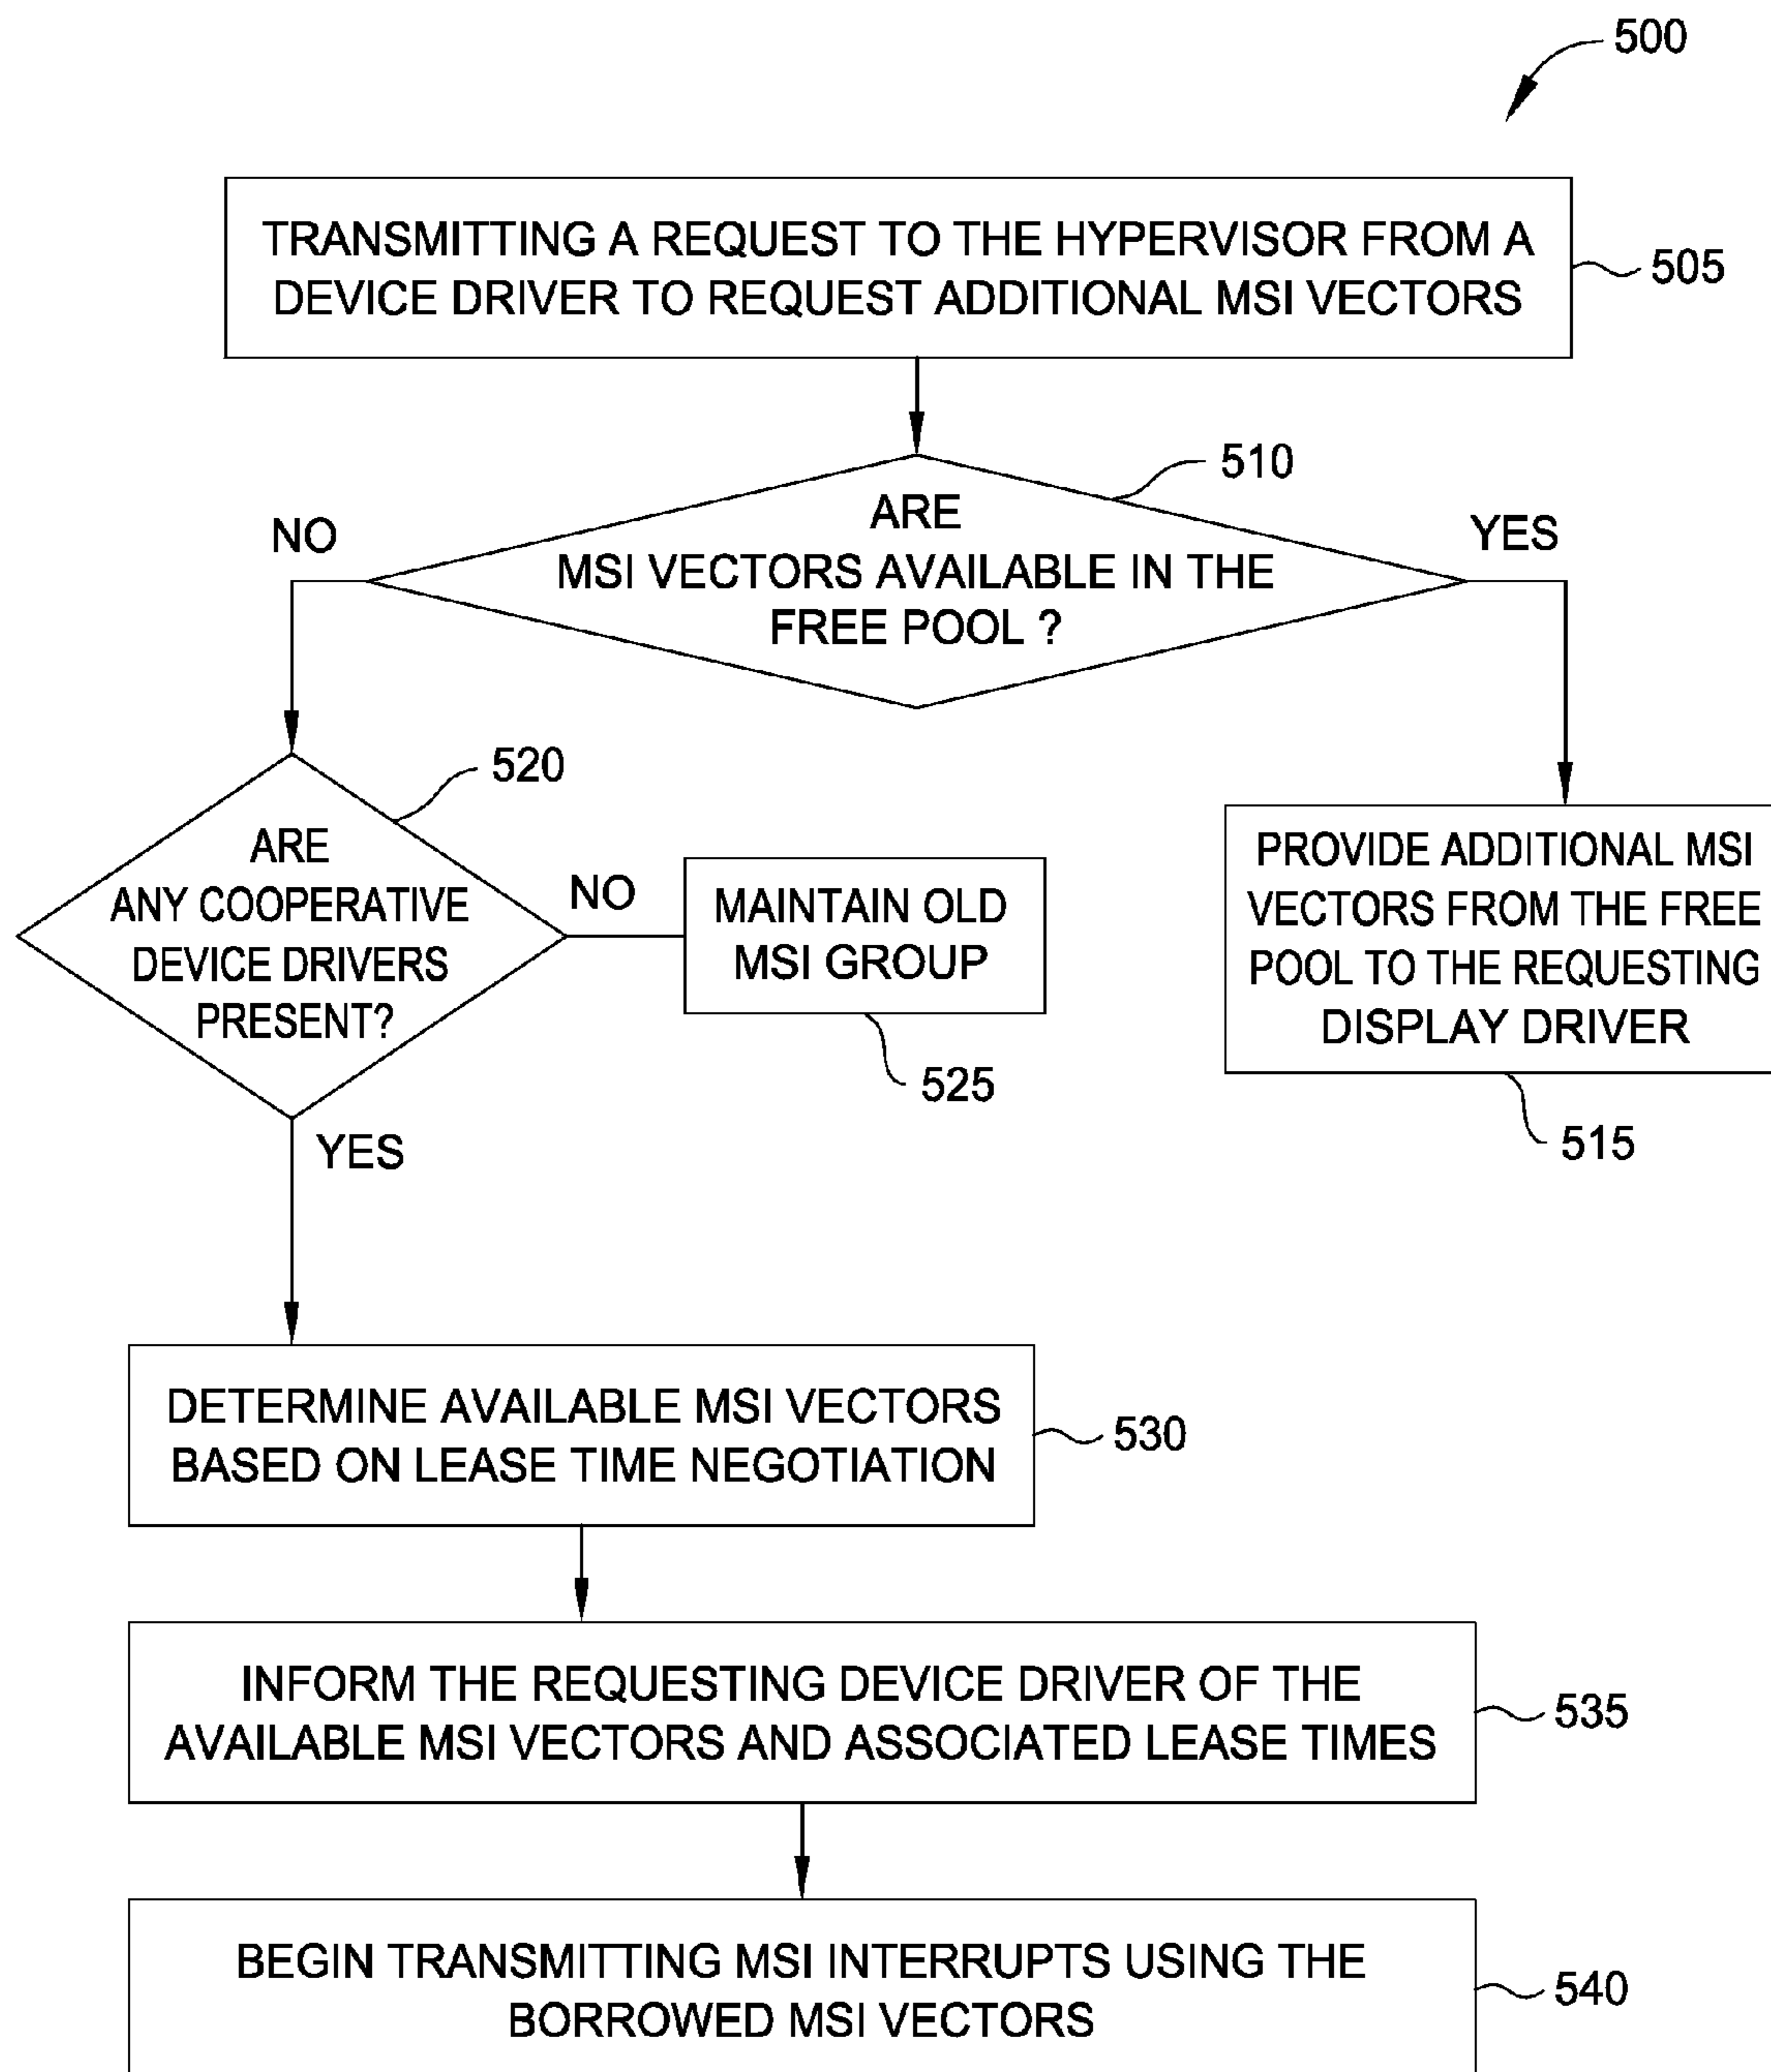 500
TRANSMITTING A REQUEST TO THE HYPERVISOR FROM A
DEVICE DRIVER TO REQUEST ADDITIONAL MSI VECTORS
505
510
ARE
MSI VECTORS AVAILABLE IN THE
FREE POOL ?
NO
YES
520
ARE
ANY COOPERATIVE
DEVICE DRIVERS
PRESENT?
NO
YES
MAINTAIN OLD
MSI GROUP
525
PROVIDE ADDITIONAL MSI
VECTORS FROM THE FREE
POOL TO THE REQUESTING
DISPLAY DRIVER
515
DETERMINE AVAILABLE MSI VECTORS
BASED ON LEASE TIME NEGOTIATION
530
INFORM THE REQUESTING DEVICE DRIVER OF THE
AVAILABLE MSI VECTORS AND ASSOCIATED LEASE TIMES
535
BEGIN TRANSMITTING MSI INTERRUPTS USING THE
BORROWED MSI VECTORS
540